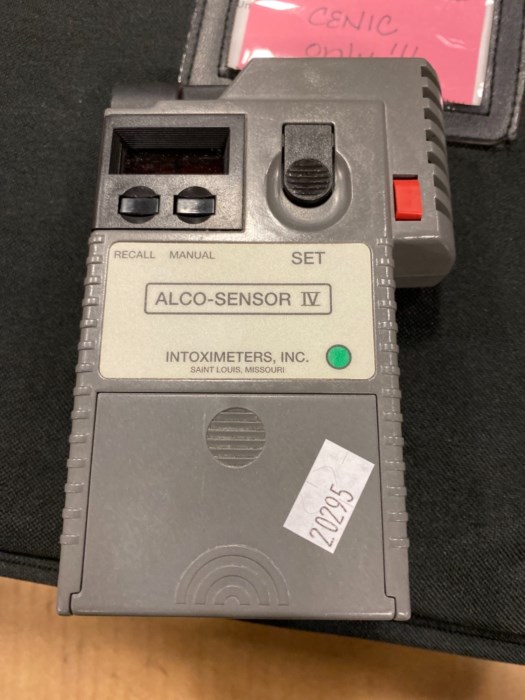 CENIC
only!!!
RECALL MANUAL SET
ALCO-SENSOR IV
INTOXIMETERS, INC.
SAINT LOUIS, MISSOURI
20295